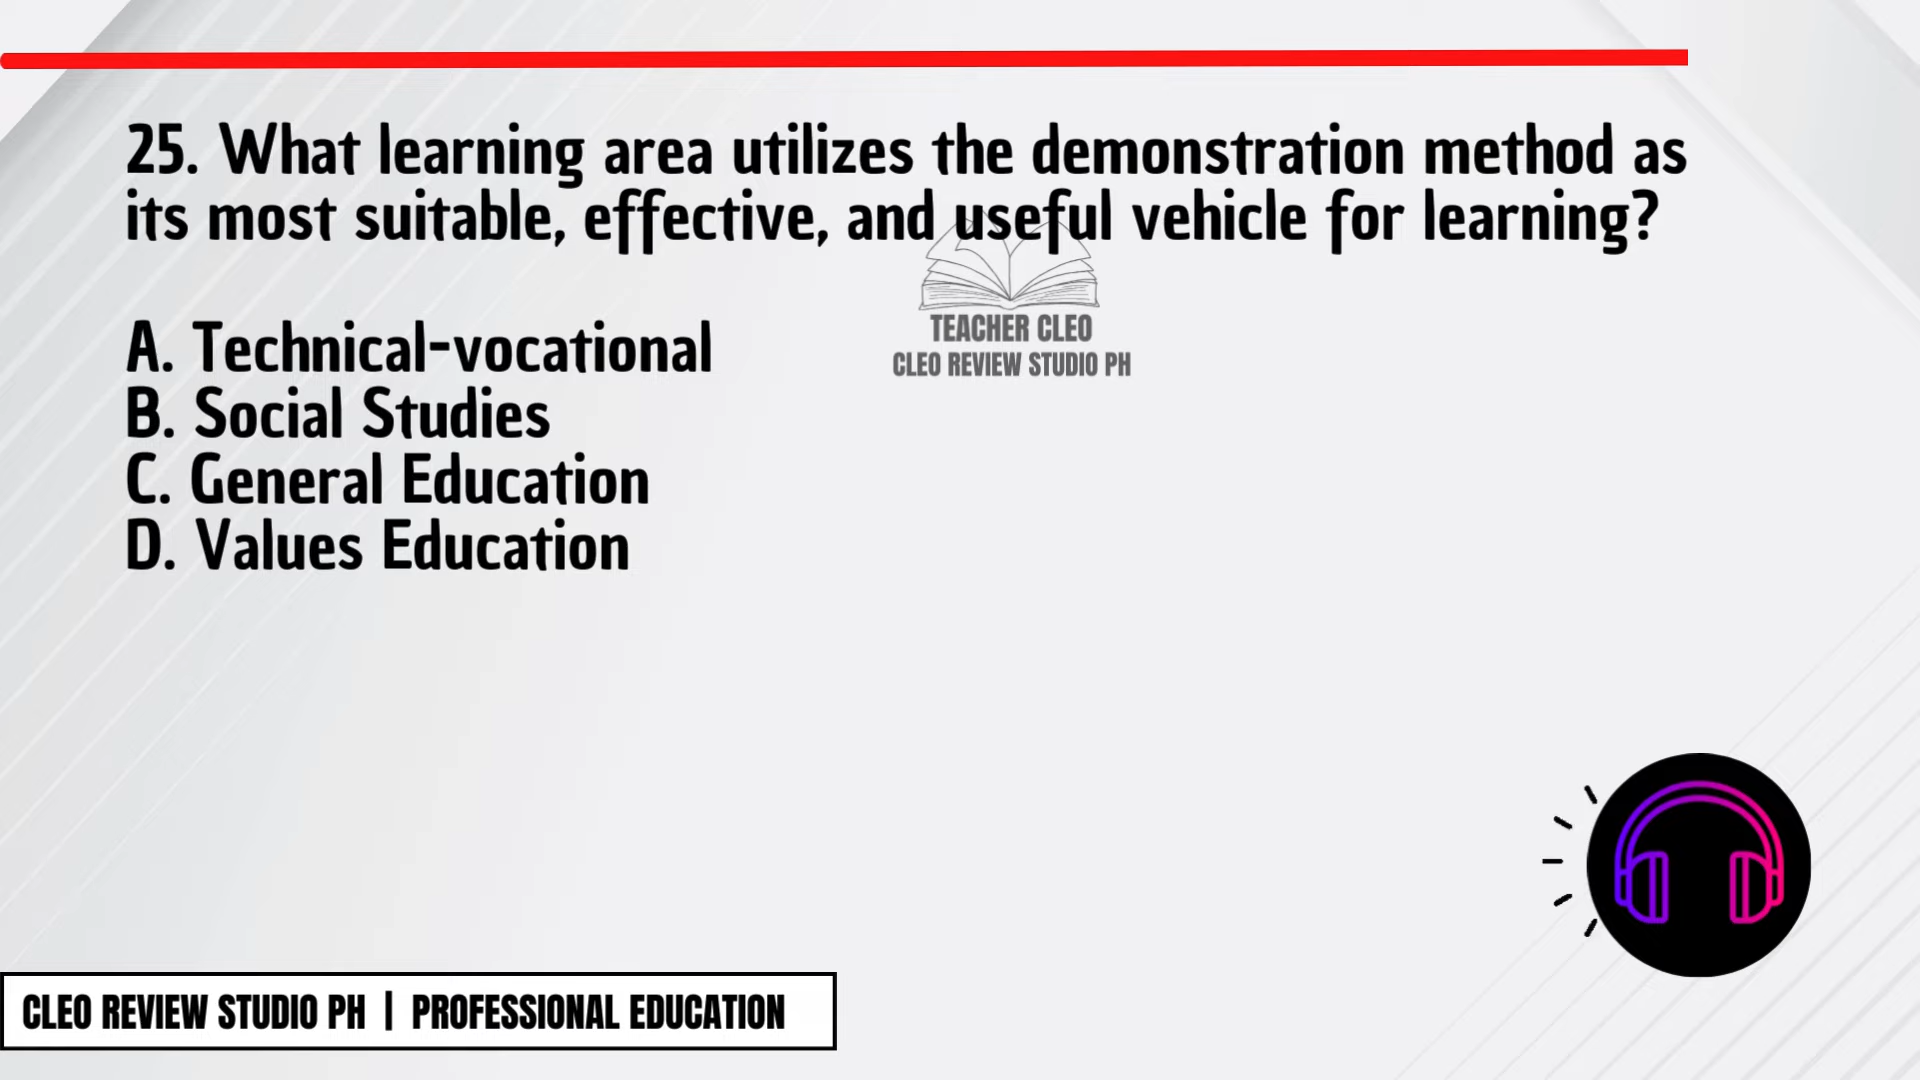 25. What learning area utilizes the demonstration method as
its most suitable, effective, and useful vehicle for learning?
TEACHER CLEO
CLEO REVIEW STUDIO PH
A. Technical-vocational
B. Social Studies
C. General Education
D. Values Education
CLEO REVIEW STUDIO PH | PROFESSIONAL EDUCATION